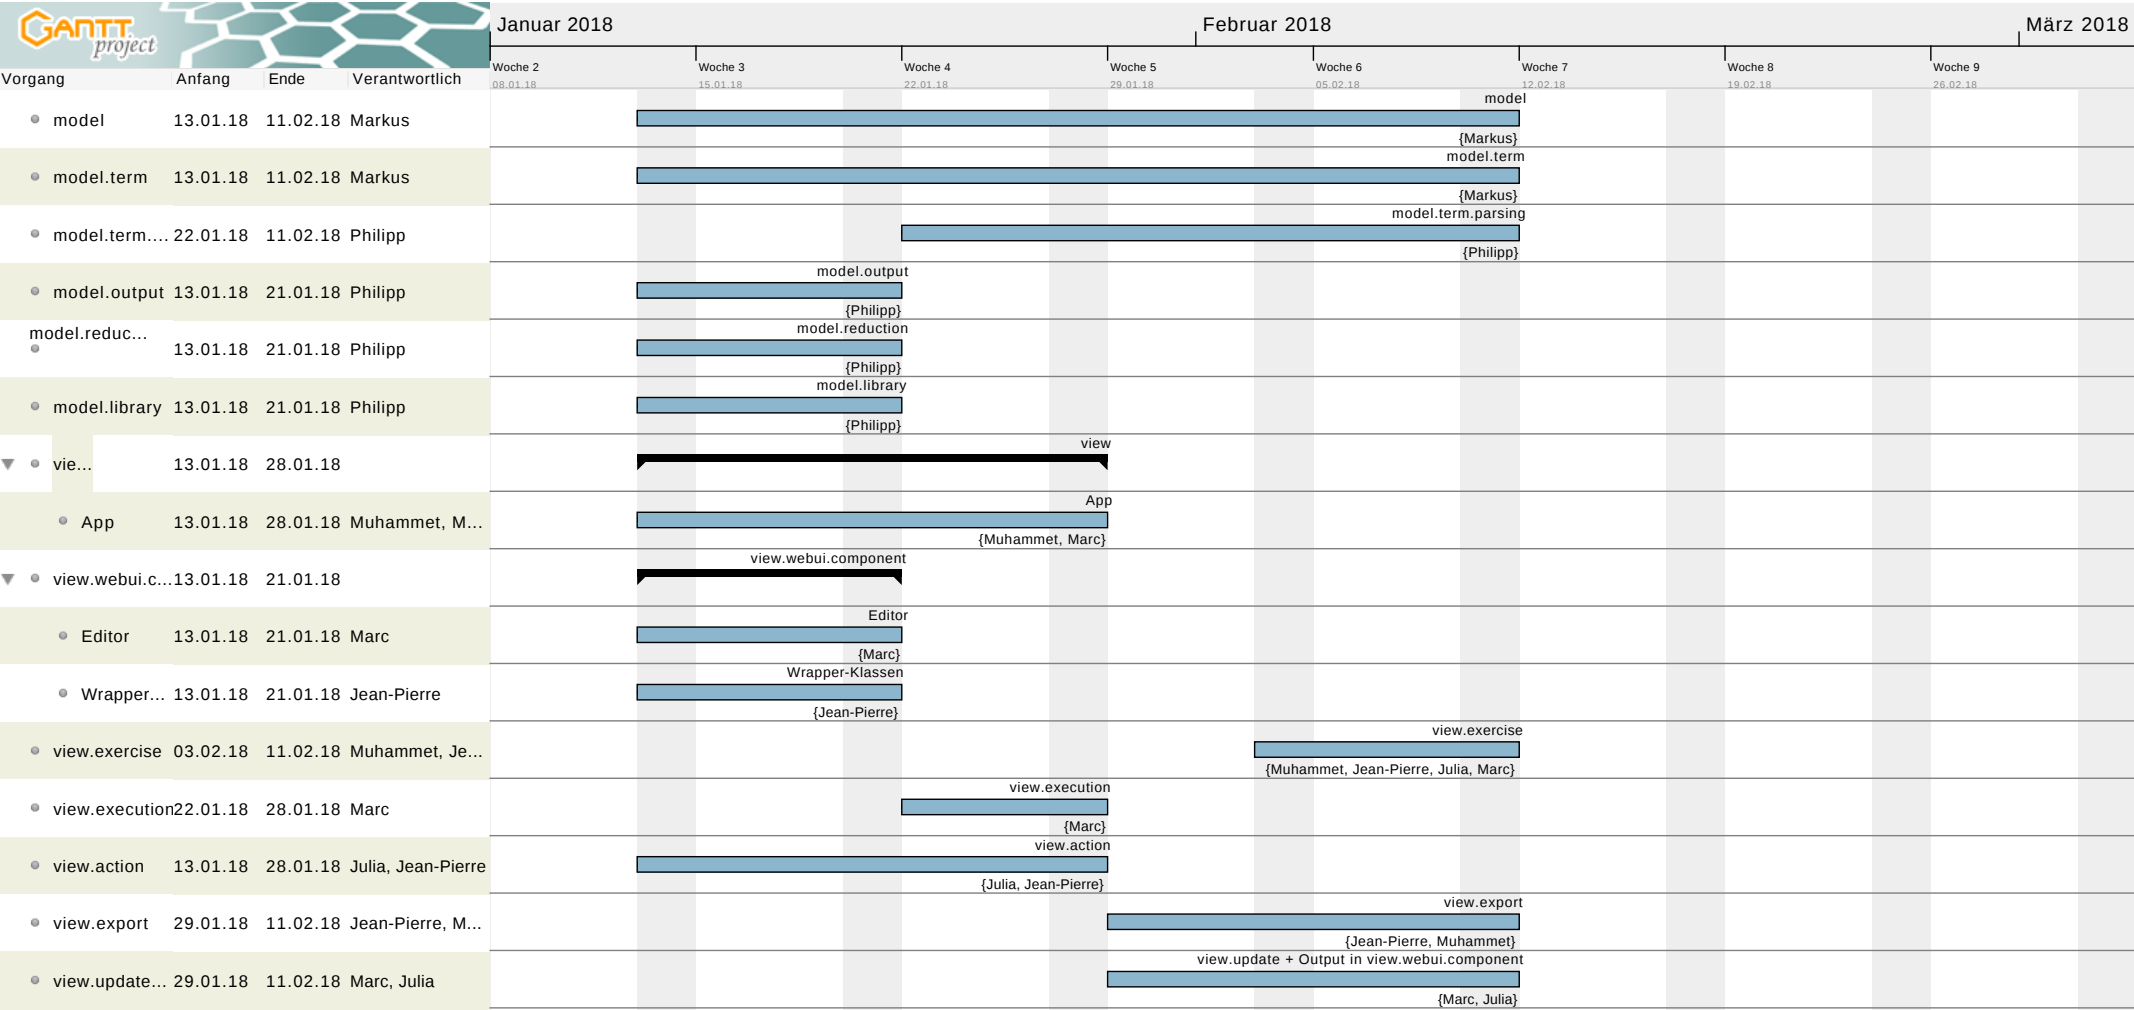 GANTT
project
Januar 2018
Februar 2018
März 2018
Woche 2
Woche 3
Woche 4
Woche 5
Woche 6
Woche 7
Woche 8
Woche 9
Vorgang Anfang Ende Verantwortlich
08.01.18
15.01.18
22.01.18
29.01.18
05.02.18
12.02.18
19.02.18
26.02.18
model 13.01.18 11.02.18 Markus
model
{Markus}
model.term 13.01.18 11.02.18 Markus
model.term
{Markus}
model.term.... 22.01.18 11.02.18 Philipp
model.term.parsing
{Philipp}
model.output 13.01.18 21.01.18 Philipp
model.output
{Philipp}
model.reduc... 13.01.18 21.01.18 Philipp
model.reduction
{Philipp}
model.library 13.01.18 21.01.18 Philipp
model.library
{Philipp}
vie... 13.01.18 28.01.18
view
App 13.01.18 28.01.18 Muhammet, M...
App
{Muhammet, Marc}
view.webui.c... 13.01.18 21.01.18
view.webui.component
Editor 13.01.18 21.01.18 Marc
Editor
{Marc}
Wrapper... 13.01.18 21.01.18 Jean-Pierre
Wrapper-Klassen
{Jean-Pierre}
view.exercise 03.02.18 11.02.18 Muhammet, Je...
view.exercise
{Muhammet, Jean-Pierre, Julia, Marc}
view.execution 22.01.18 28.01.18 Marc
view.execution
{Marc}
view.action 13.01.18 28.01.18 Julia, Jean-Pierre
view.action
{Julia, Jean-Pierre}
view.export 29.01.18 11.02.18 Jean-Pierre, M...
view.export
{Jean-Pierre, Muhammet}
view.update... 29.01.18 11.02.18 Marc, Julia
view.update + Output in view.webui.component
{Marc, Julia}